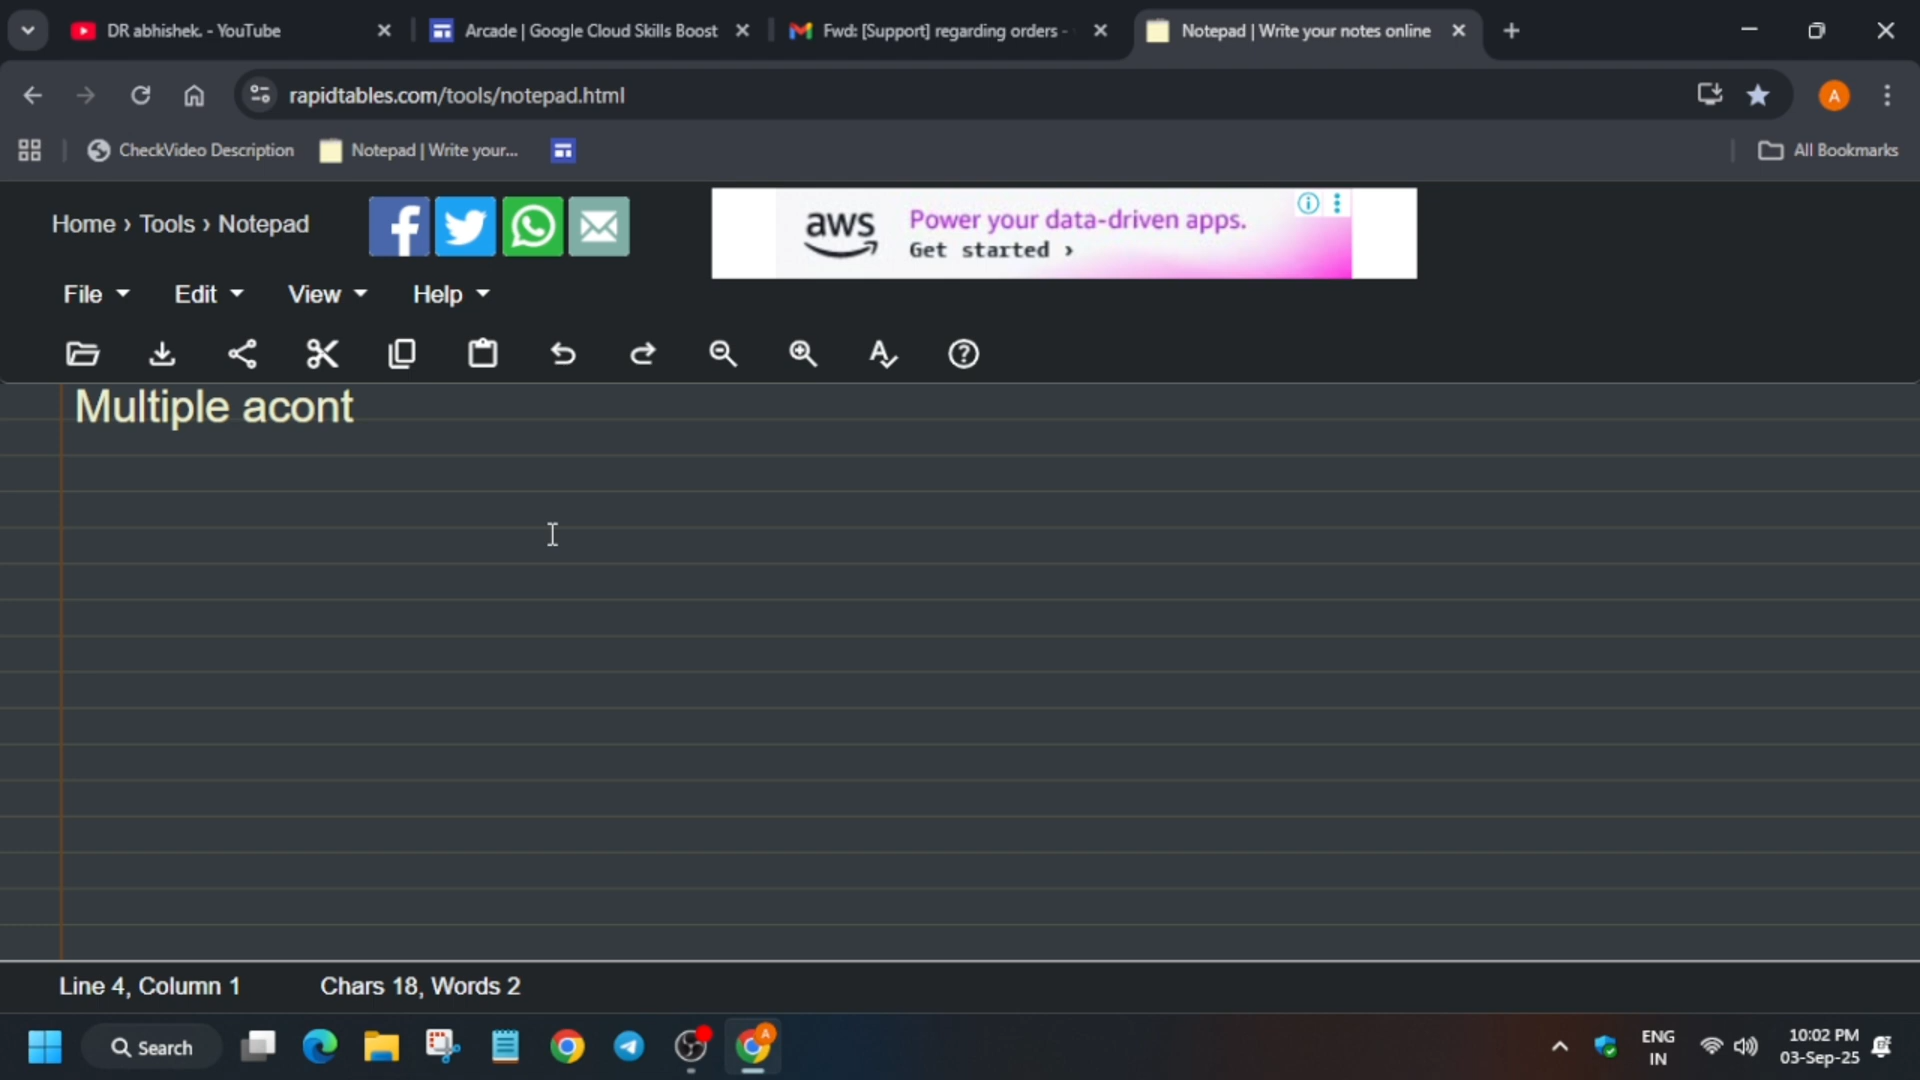 DR abhishek. - YouTube
Arcade | Google Cloud Skills Boost
Fwd: [Support] regarding orders -
Notepad | Write your notes online
rapidtables.com/tools/notepad.html
A
CheckVideo Description
Notepad | Write your...
All Bookmarks
Home › Tools › Notepad
aws
Power your data-driven apps.
Get started ›
File
Edit
View
Help
Multiple acont
Line 4, Column 1
Chars 18, Words 2
Search
A
ENG
IN
10:02 PM
03-Sep-25